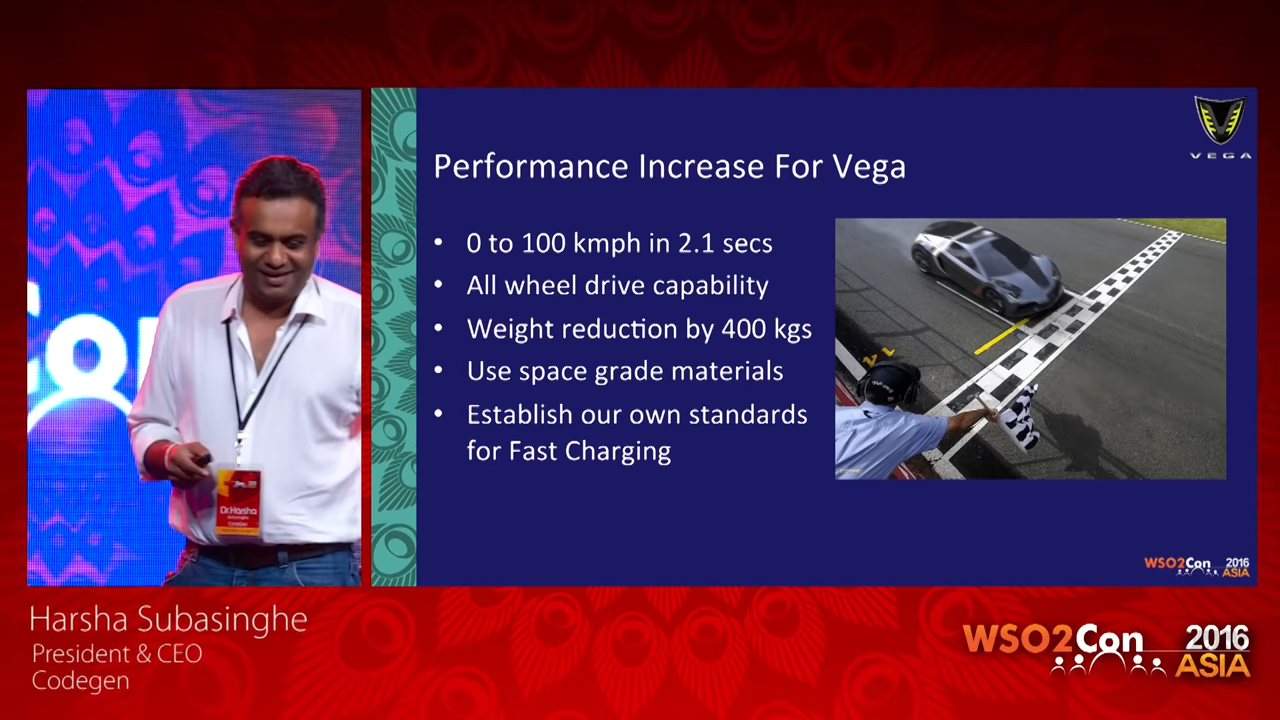 VEGA
Performance Increase For Vega
• 0 to 100 kmph in 2.1 secs
• All wheel drive capability
• Weight reduction by 400 kgs
• Use space grade materials
• Establish our own standards
for Fast Charging
Dr.Harsha
WSO2Con 2016
ASIA
Harsha Subasinghe
President & CEO
Codegen
WSO2Con 2016
ASIA